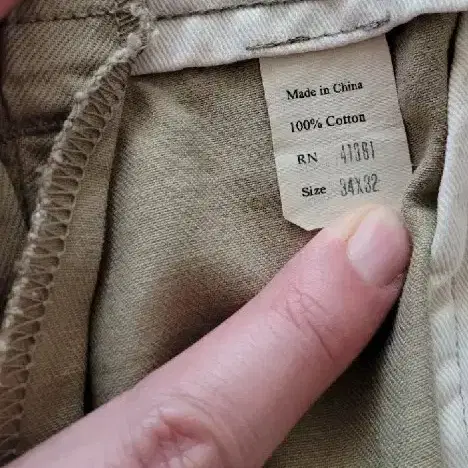 Made in China
100% Cotton
RN 41381
Size 34X32